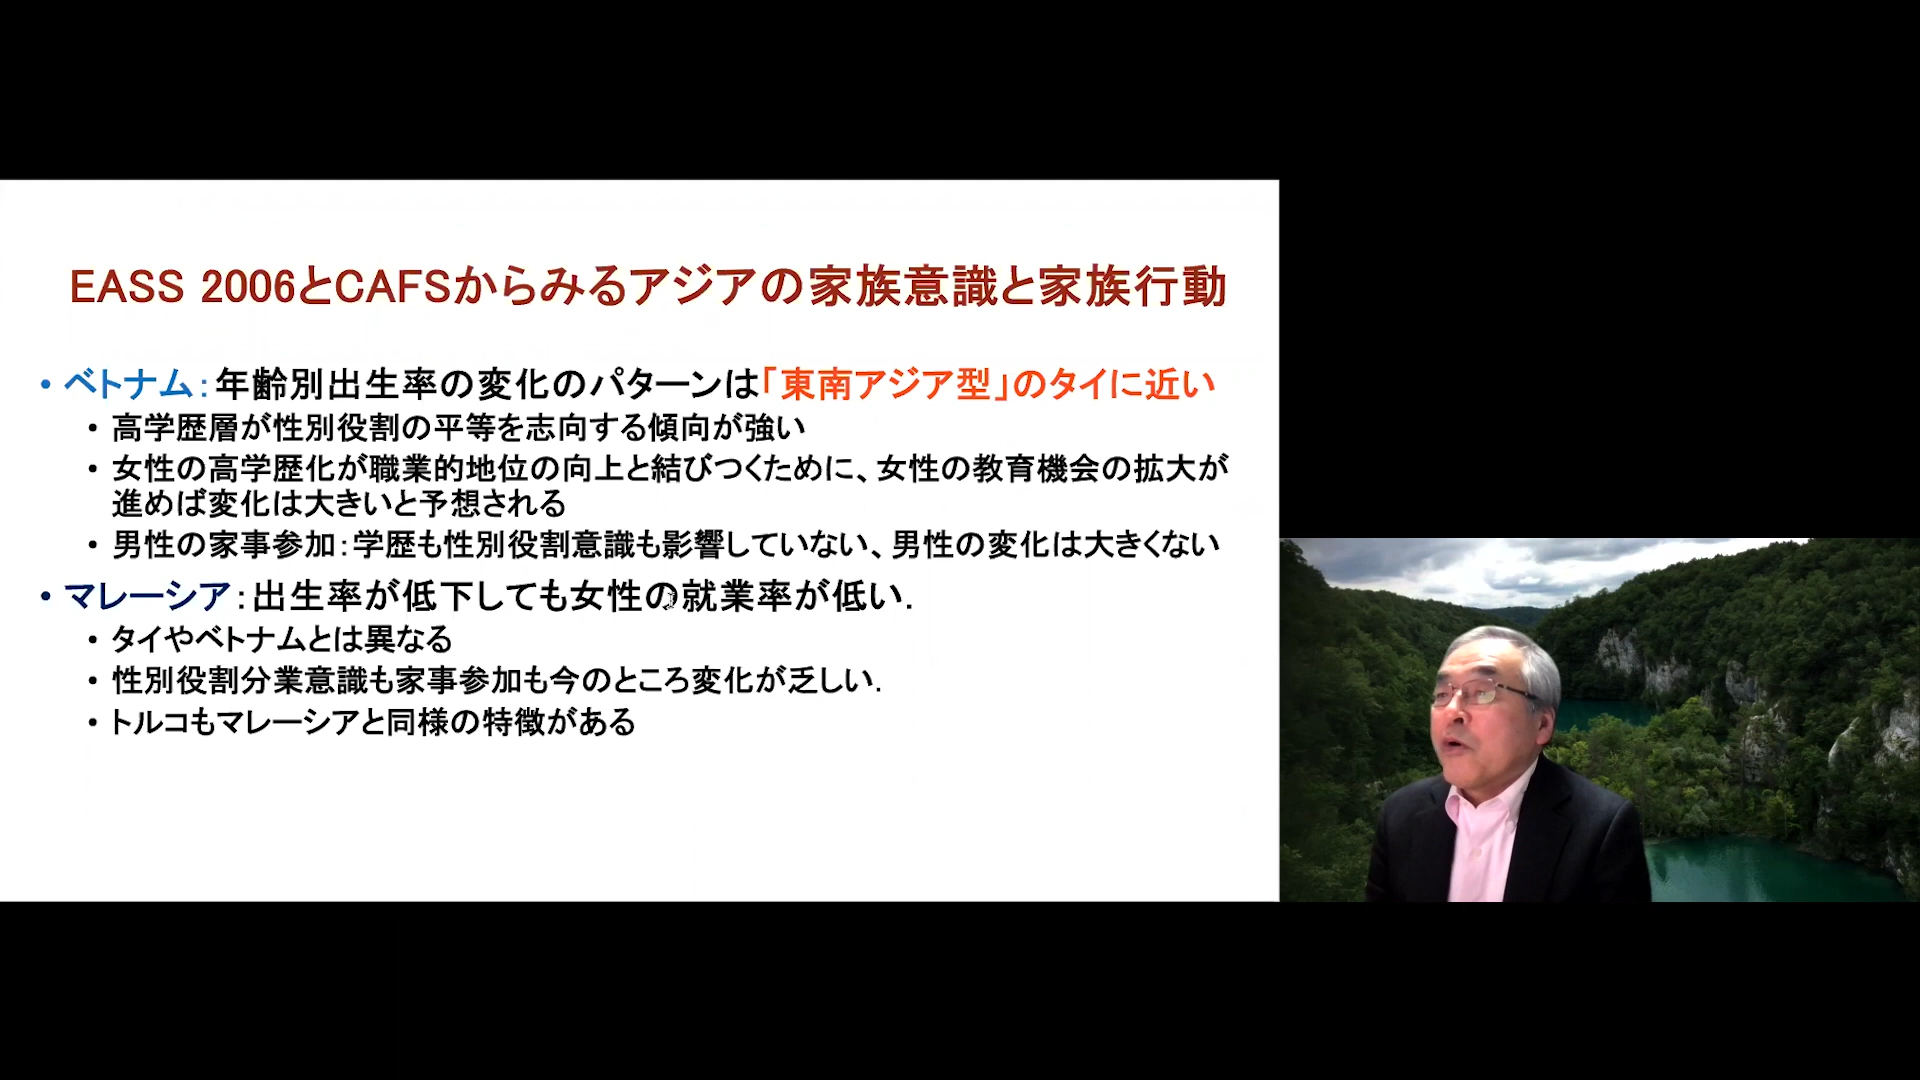 EASS 2006とCAFSからみるアジアの家族意識と家族行動
• ベトナム：年齢別出生率の変化のパターンは「東南アジア型」のタイに近い
• 高学歴層が性別役割の平等を志向する傾向が強い
• 女性の高学歴化が職業的地位の向上と結びつくために、女性の教育機会の拡大が
進めば変化は大きいと予想される
• 男性の家事参加：学歴も性別役割意識も影響していない、男性の変化は大きくない
• マレーシア：出生率が低下しても女性の就業率が低い．
• タイやベトナムとは異なる
• 性別役割分業意識も家事参加も今のところ変化が乏しい．
• トルコもマレーシアと同様の特徴がある